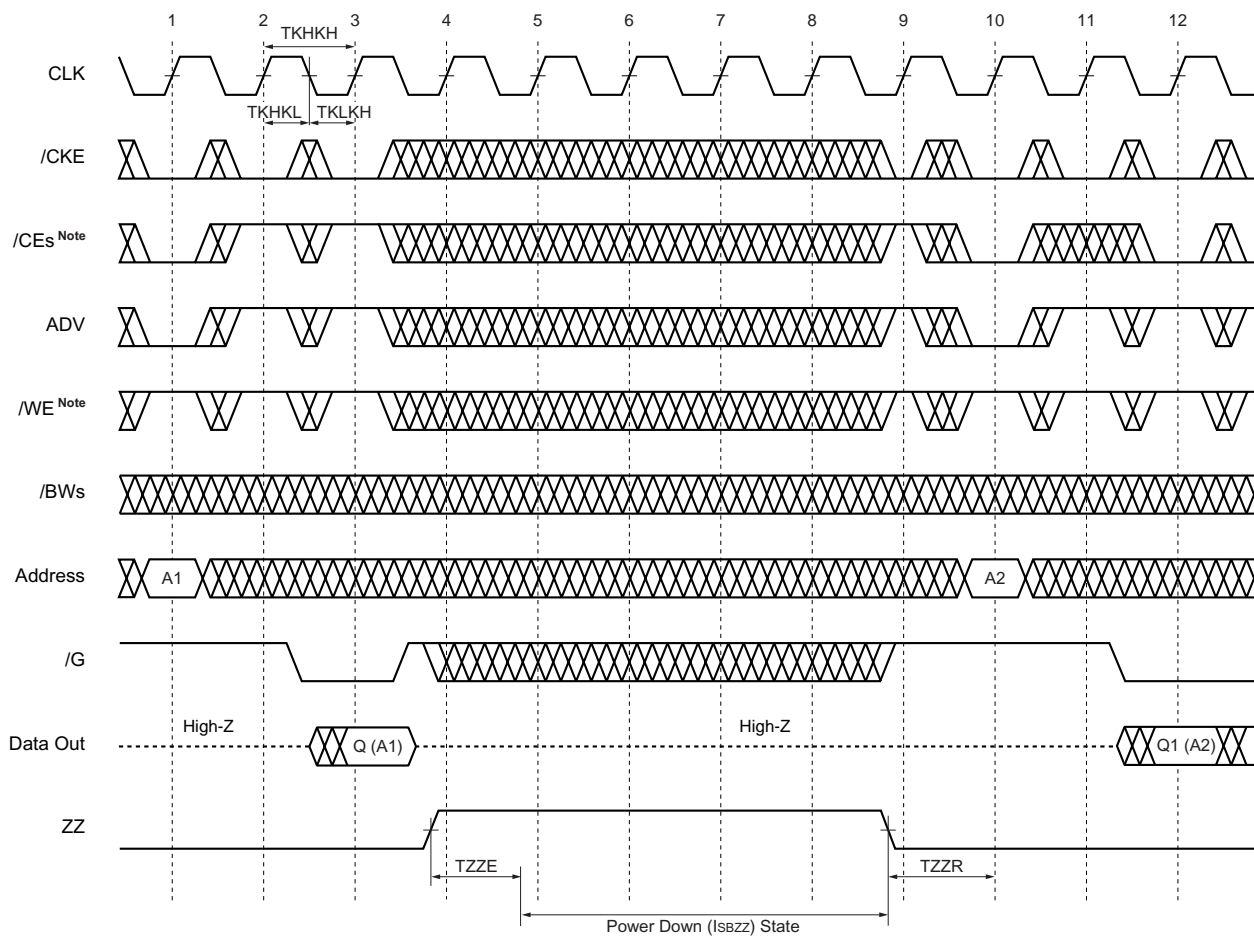 1 2 3 4 5 6 7 8 9 10 11 12
TKHKH
CLK
TKHKL TKLKH
/CKE
/CEs Note
ADV
/WE Note
/BWs
Address A1 A2
/G
High-Z High-Z
Data Out Q (A1) Q1 (A2)
ZZ
TZZE TZZR
Power Down (ISBZZ) State